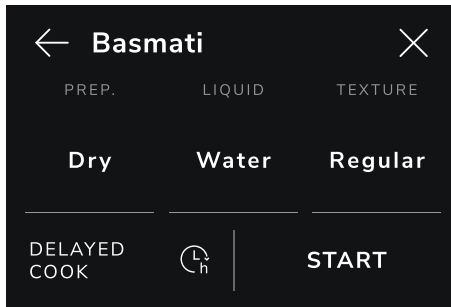 Basmati
PREP. LIQUID TEXTURE
Dry Water Regular
DELAYED
COOK
h
START